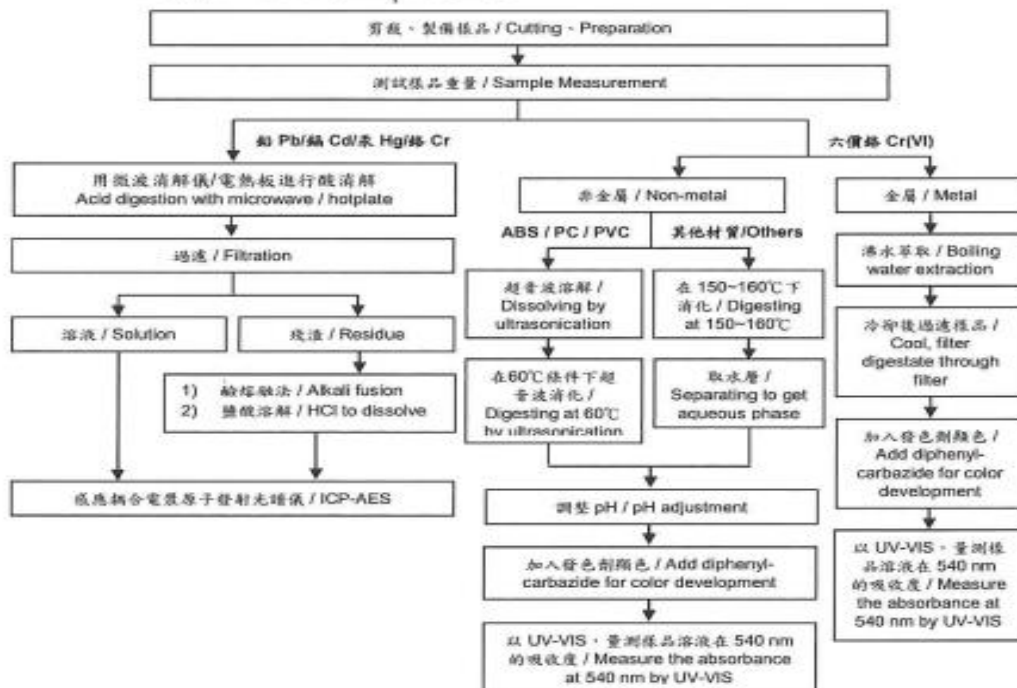 剪裁、製備樣品 / Cutting、Preparation
測試樣品重量 / Sample Measurement
鉛 Pb/鎘 Cd/汞 Hg/鉻 Cr
六價鉻 Cr(VI)
用微波消解儀/電熱板進行酸消解
Acid digestion with microwave / hotplate
非金屬 / Non-metal
金屬 / Metal
過濾 / Filtration
ABS / PC / PVC
其他材質/Others
沸水萃取 / Boiling
water extraction
超音波溶解 /
Dissolving by
ultrasonication
在 150~160℃下
消化 / Digesting
at 150~160℃
溶液 / Solution
殘渣 / Residue
冷卻後過濾樣品 /
Cool, filter
digestate through
filter
1) 鹼熔融法 / Alkali fusion
2) 鹽酸溶解 / HCl to dissolve
在60℃條件下超
音波消化 /
Digesting at 60℃
by ultrasonication
取水層 /
Separating to get
aqueous phase
加入發色劑顯色 /
Add diphenyl-
carbazide for color
development
感應耦合電漿原子發射光譜儀 / ICP-AES
調整 pH / pH adjustment
以 UV-VIS、量測樣
品溶液在 540 nm
的吸收度 / Measure
the absorbance at
540 nm by UV-VIS
加入發色劑顯色 / Add diphenyl-
carbazide for color development
以 UV-VIS、量測樣品溶液在 540 nm
的吸收度 / Measure the absorbance
at 540 nm by UV-VIS